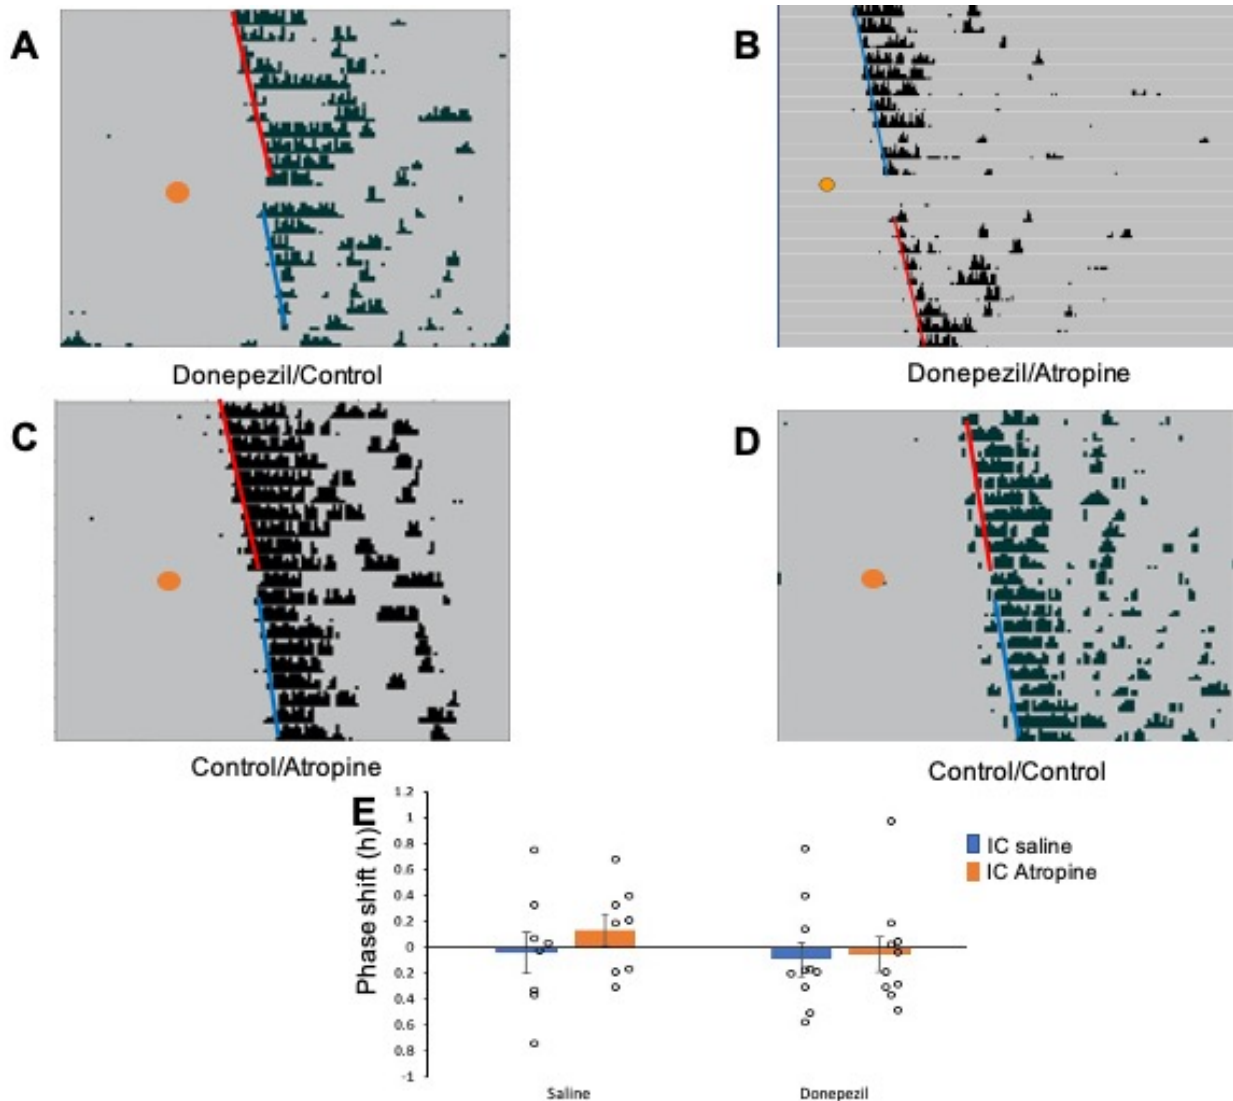 A
B
Donepezil/Control
Donepezil/Atropine
C
D
Control/Atropine
Control/Control
E
1.2
1
0.8
0.6
0.4
0.2
0
0.2
0.4
0.6
0.8
-1
Phase shift (h)
IC saline
IC Atropine
Saline
Donepezil